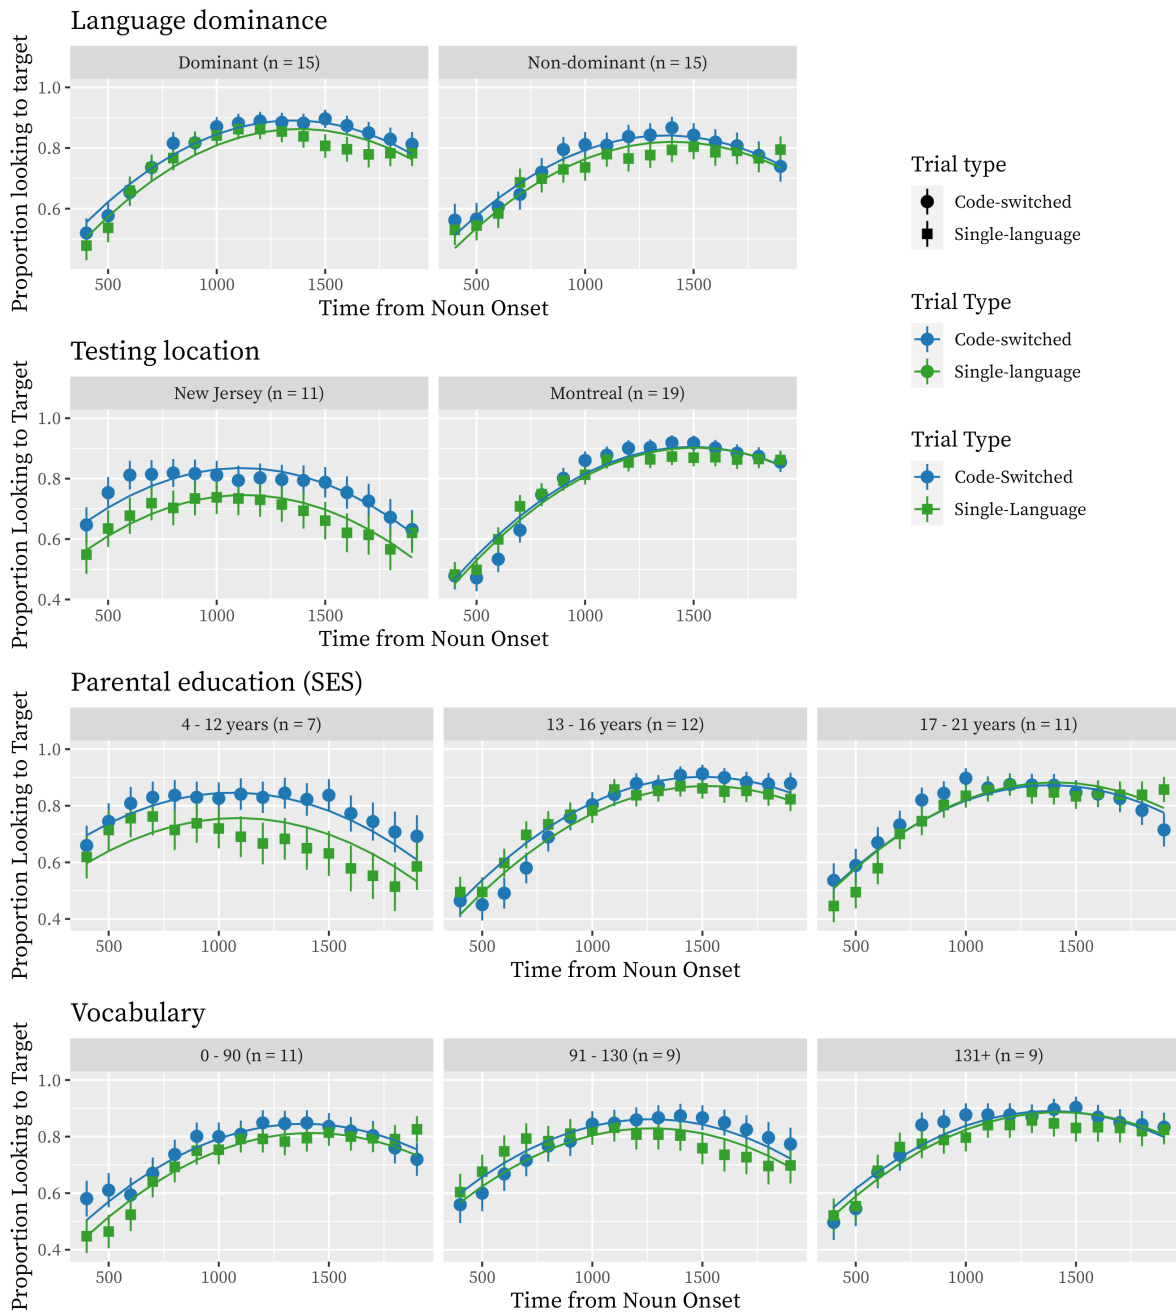 Language dominance
Proportion looking to target
Dominant (n = 15)
Non-dominant (n = 15)
1.0
0.8
0.6
500
1000
1500
500
1000
1500
Time from Noun Onset
Testing location
Proportion Looking to Target
New Jersey (n = 11)
Montreal (n = 19)
1.0
0.8
0.6
0.4
500
1000
1500
500
1000
1500
Time from Noun Onset
Trial type
Code-switched
Single-language
Trial Type
Code-switched
Single-language
Trial Type
Code-Switched
Single-Language
Parental education (SES)
Proportion Looking to Target
4 - 12 years (n = 7)
13 - 16 years (n = 12)
17 - 21 years (n = 11)
1.0
0.8
0.6
0.4
500
1000
1500
500
1000
1500
500
1000
1500
Time from Noun Onset
Vocabulary
Proportion Looking to Target
0 - 90 (n = 11)
91 - 130 (n = 9)
131+ (n = 9)
1.0
0.8
0.6
0.4
500
1000
1500
500
1000
1500
500
1000
1500
Time from Noun Onset